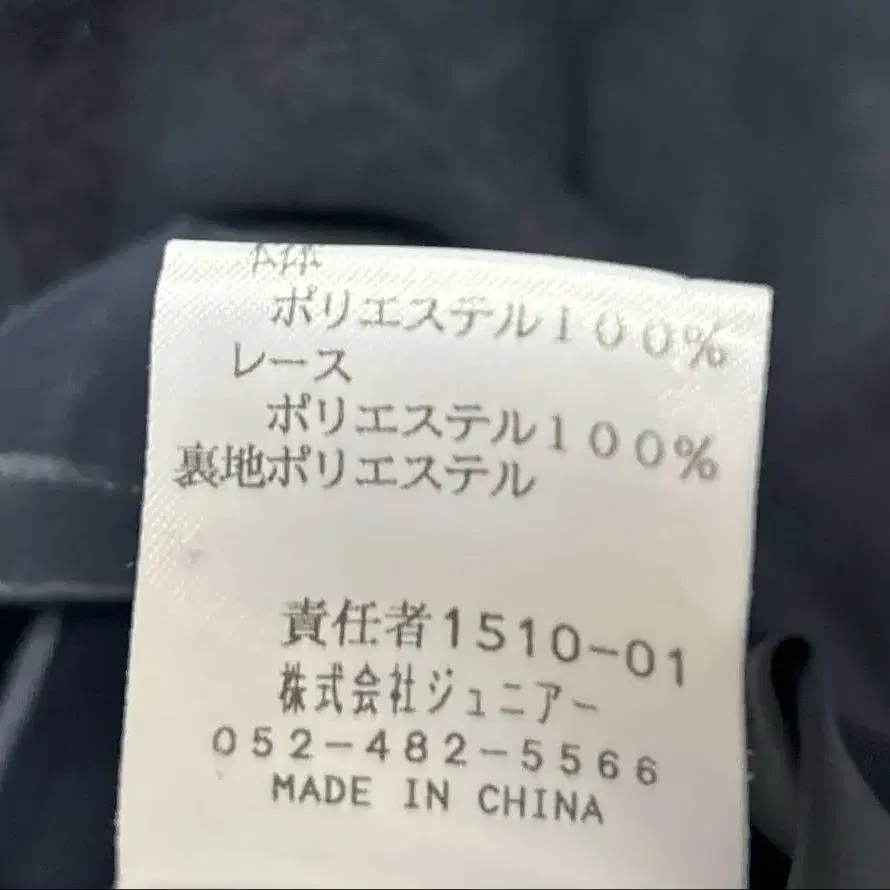 本体
ポリエステル100%
レース
ポリエステル100%
裏地ポリエステル
責任者1510-01
株式会社ジュニアー
052-482-5566
MADE IN CHINA